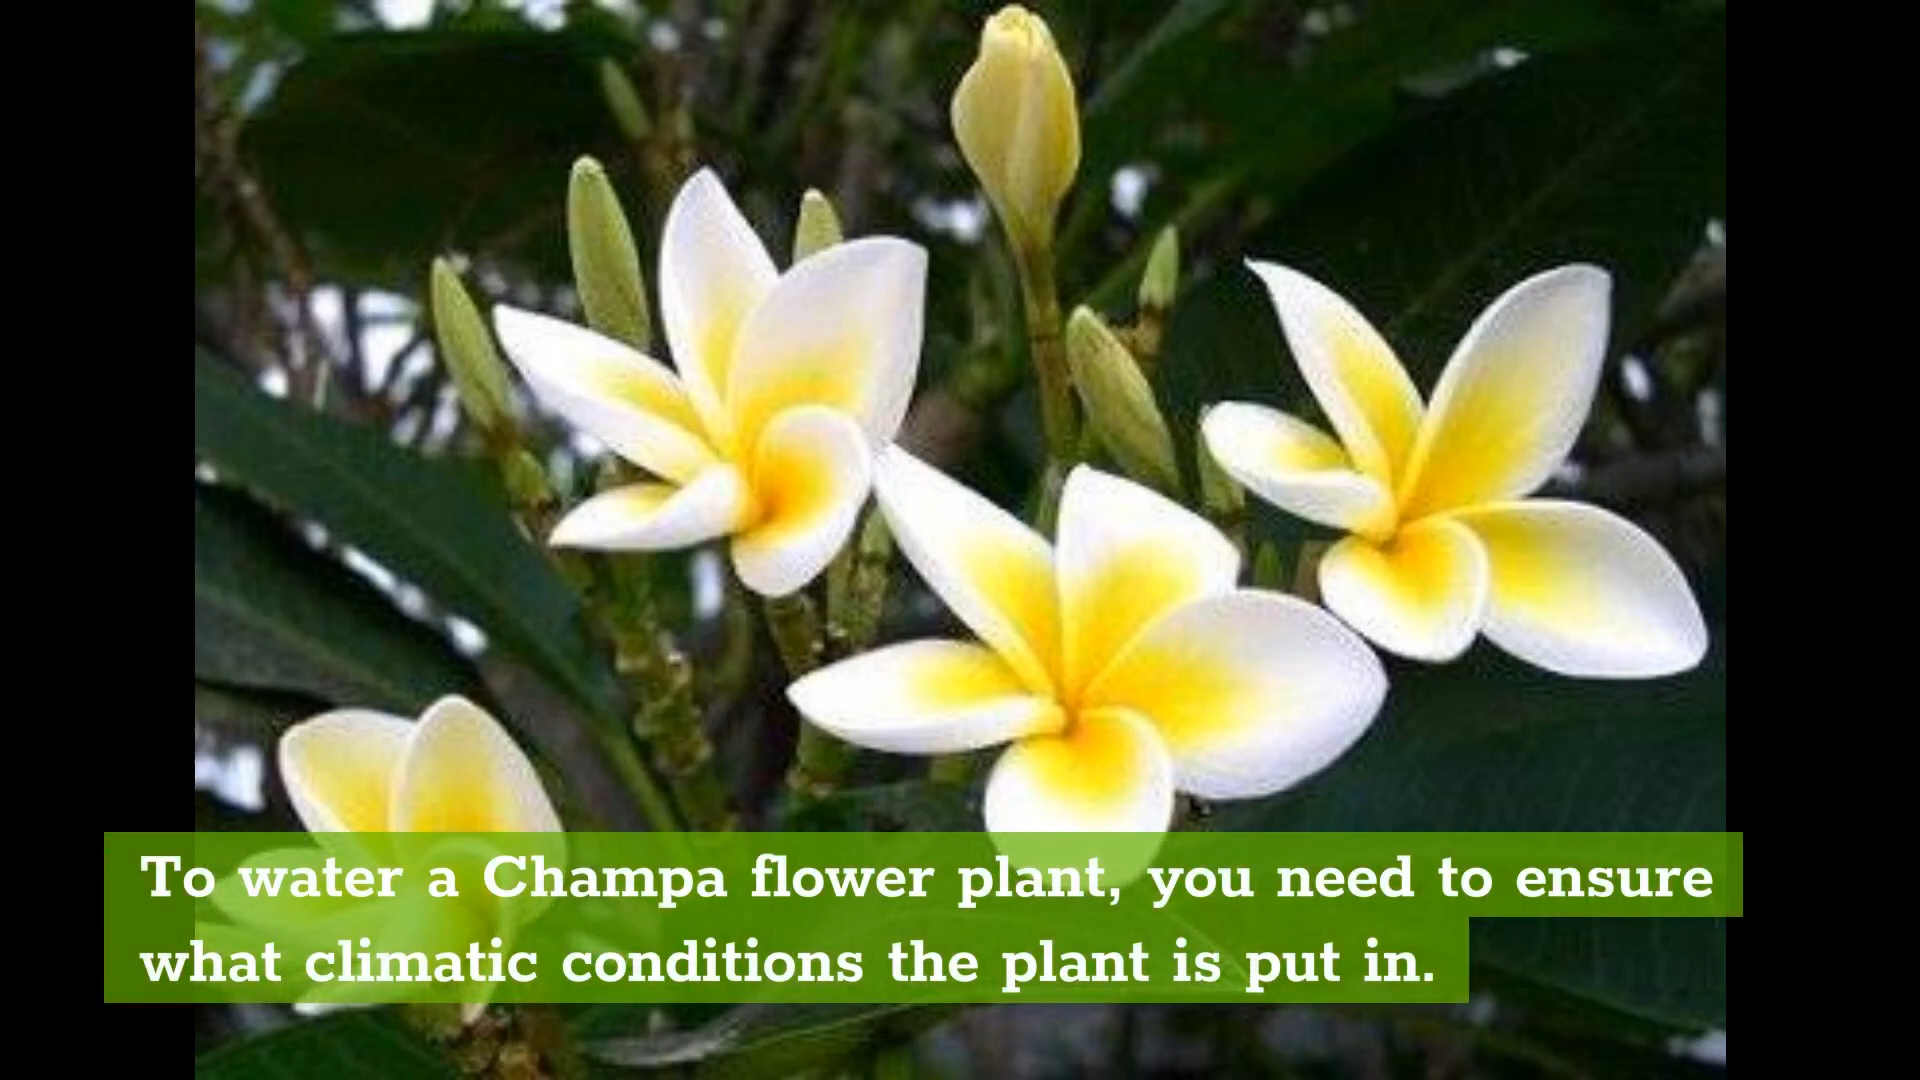 To water a Champa flower plant, you need to ensure
what climatic conditions the plant is put in.